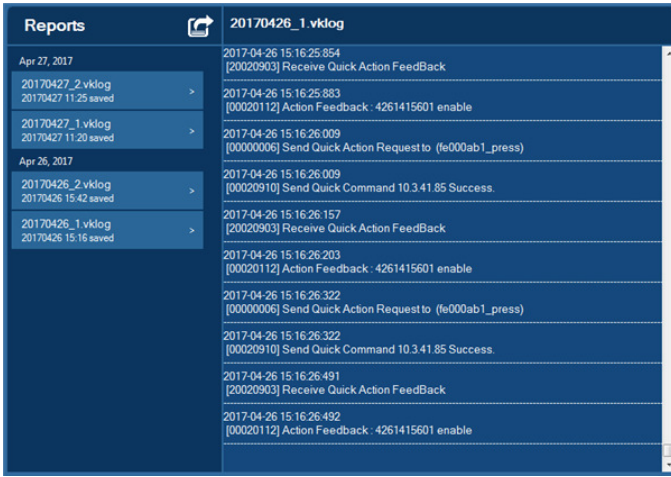 Reports
Apr 27, 2017
20170427_2.vklog
20170427 11:25 saved
>
20170427_1.vklog
20170427 11:20 saved
>
Apr 26, 2017
20170426_2.vklog
20170426 15:42 saved
>
20170426_1.vklog
20170426 15:16 saved
>
20170426_1.vklog
2017-04-26 15:16:25:854
[20020903] Receive Quick Action FeedBack
2017-04-26 15:16:25:883
[00020112] Action Feedback : 4261415601 enable
2017-04-26 15:16:26:009
[00000006] Send Quick Action Request to (fe000ab1_press)
2017-04-26 15:16:26:009
[00020910] Send Quick Command 10.3.41.85 Success.
2017-04-26 15:16:26:157
[20020903] Receive Quick Action FeedBack
2017-04-26 15:16:26:203
[00020112] Action Feedback : 4261415601 enable
2017-04-26 15:16:26:322
[00000006] Send Quick Action Request to (fe000ab1_press)
2017-04-26 15:16:26:322
[00020910] Send Quick Command 10.3.41.85 Success.
2017-04-26 15:16:26:491
[20020903] Receive Quick Action FeedBack
2017-04-26 15:16:26:492
[00020112] Action Feedback : 4261415601 enable